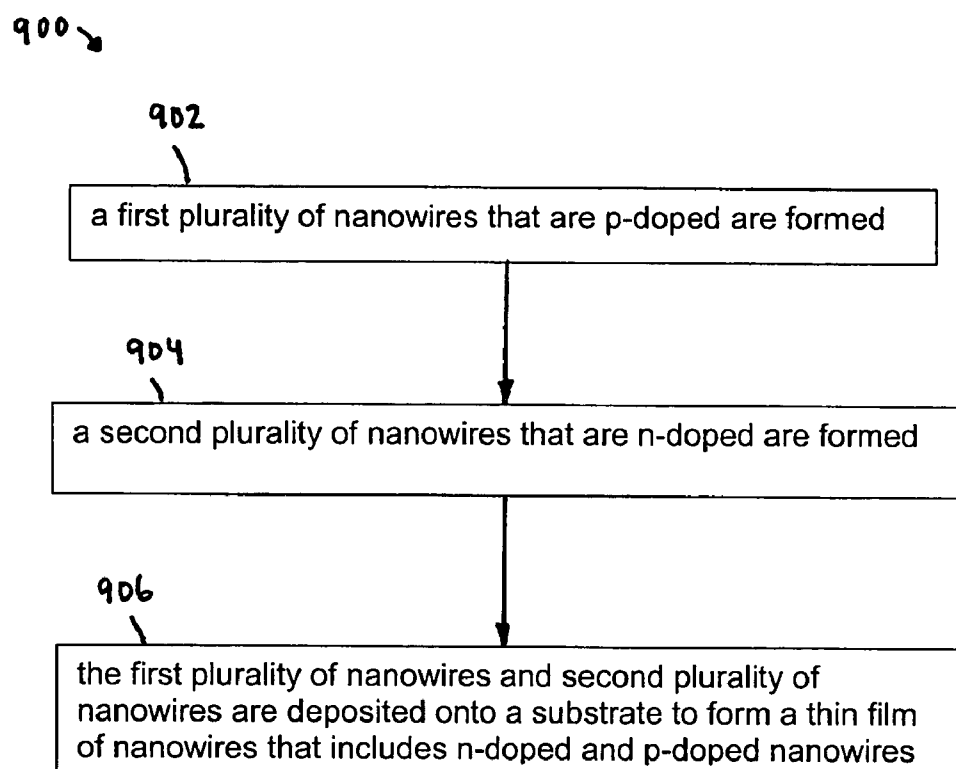 900
902
a first plurality of nanowires that are p-doped are formed
904
a second plurality of nanowires that are n-doped are formed
906
the first plurality of nanowires and second plurality of
nanowires are deposited onto a substrate to form a thin film
of nanowires that includes n-doped and p-doped nanowires